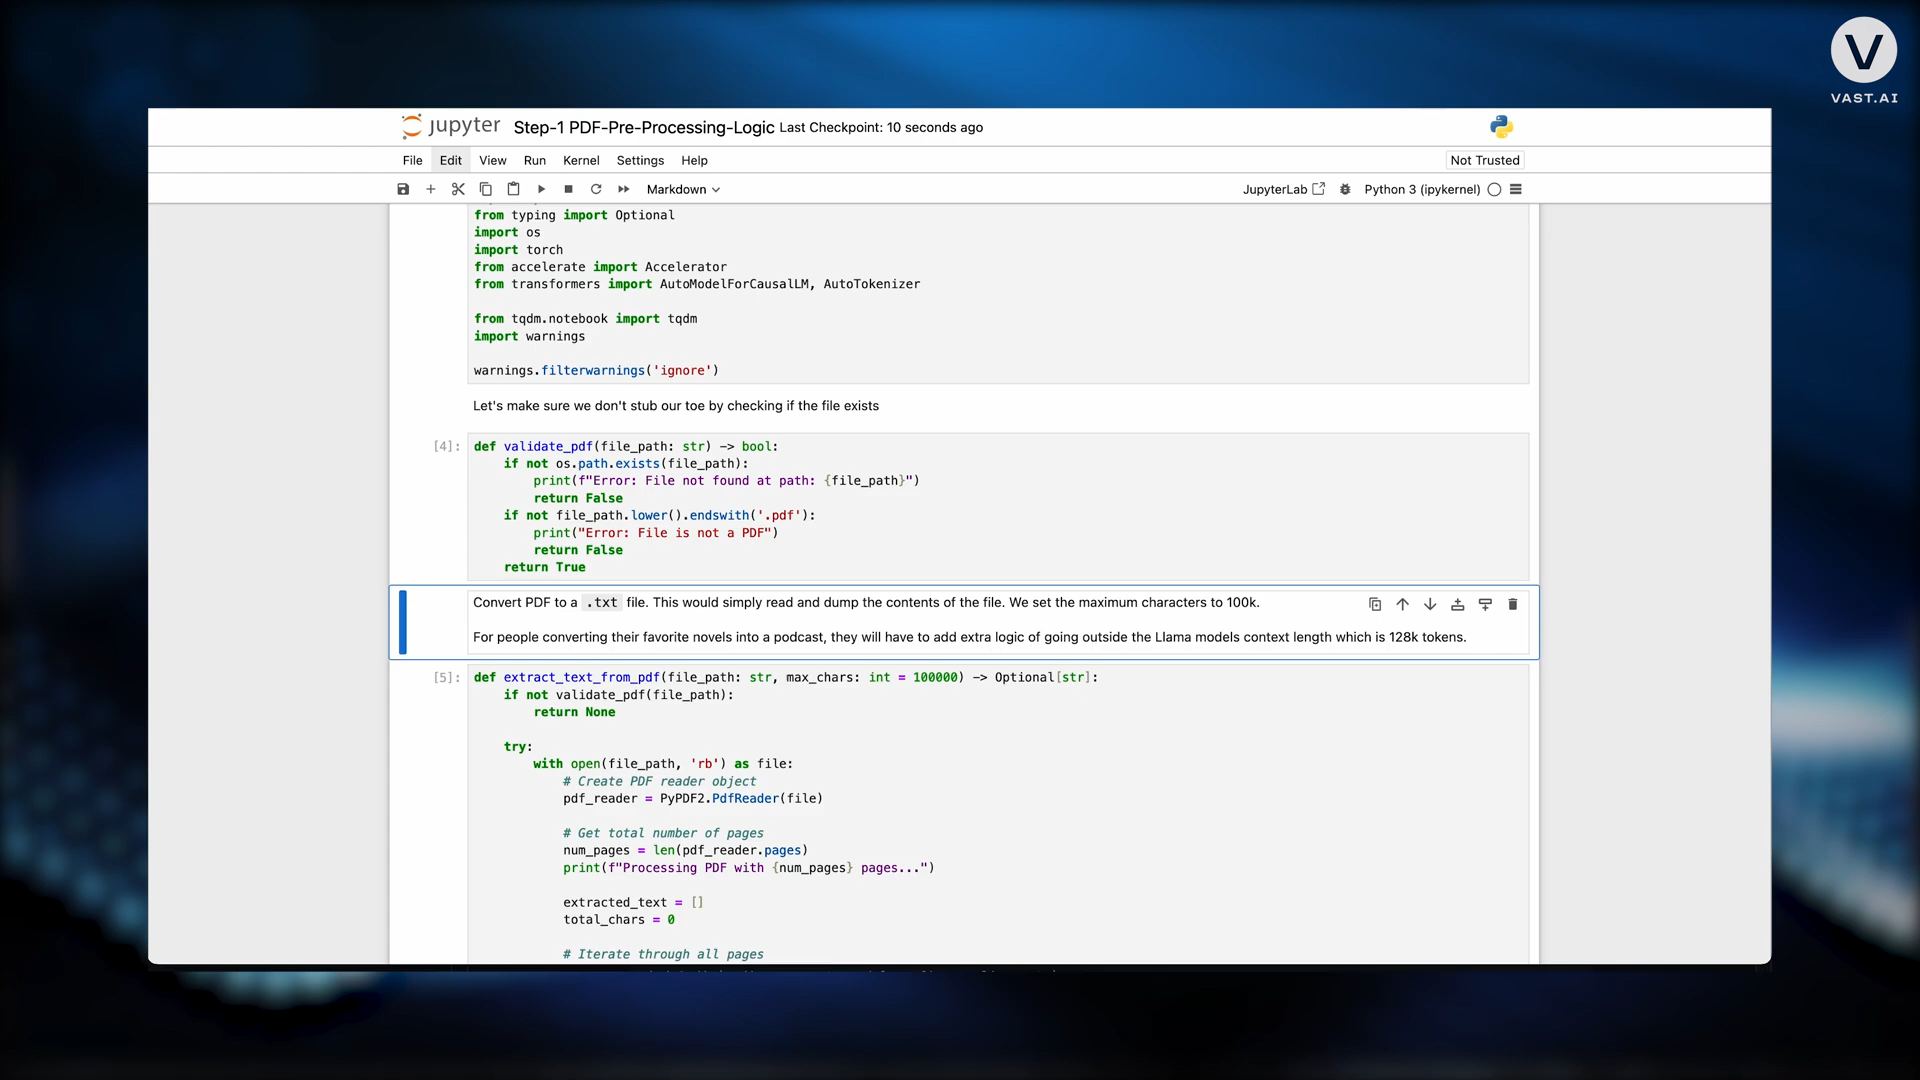 V
VAST.AI
jupyter Step-1 PDF-Pre-Processing-Logic Last Checkpoint: 10 seconds ago
File Edit View Run Kernel Settings Help Not Trusted
Markdown JupyterLab Python 3 (ipykernel)
from typing import Optional
import os
import torch
from accelerate import Accelerator
from transformers import AutoModelForCausalLM, AutoTokenizer
from tqdm.notebook import tqdm
import warnings
warnings.filterwarnings('ignore')
Let's make sure we don't stub our toe by checking if the file exists
[4]: def validate_pdf(file_path: str) -> bool:
if not os.path.exists(file_path):
print(f"Error: File not found at path: {file_path}")
return False
if not file_path.lower().endswith('.pdf'):
print("Error: File is not a PDF")
return False
return True
Convert PDF to a .txt file. This would simply read and dump the contents of the file. We set the maximum characters to 100k.
For people converting their favorite novels into a podcast, they will have to add extra logic of going outside the Llama models context length which is 128k tokens.
[5]: def extract_text_from_pdf(file_path: str, max_chars: int = 100000) -> Optional[str]:
if not validate_pdf(file_path):
return None
try:
with open(file_path, 'rb') as file:
# Create PDF reader object
pdf_reader = PyPDF2.PdfReader(file)
# Get total number of pages
num_pages = len(pdf_reader.pages)
print(f"Processing PDF with {num_pages} pages...")
extracted_text = []
total_chars = 0
# Iterate through all pages